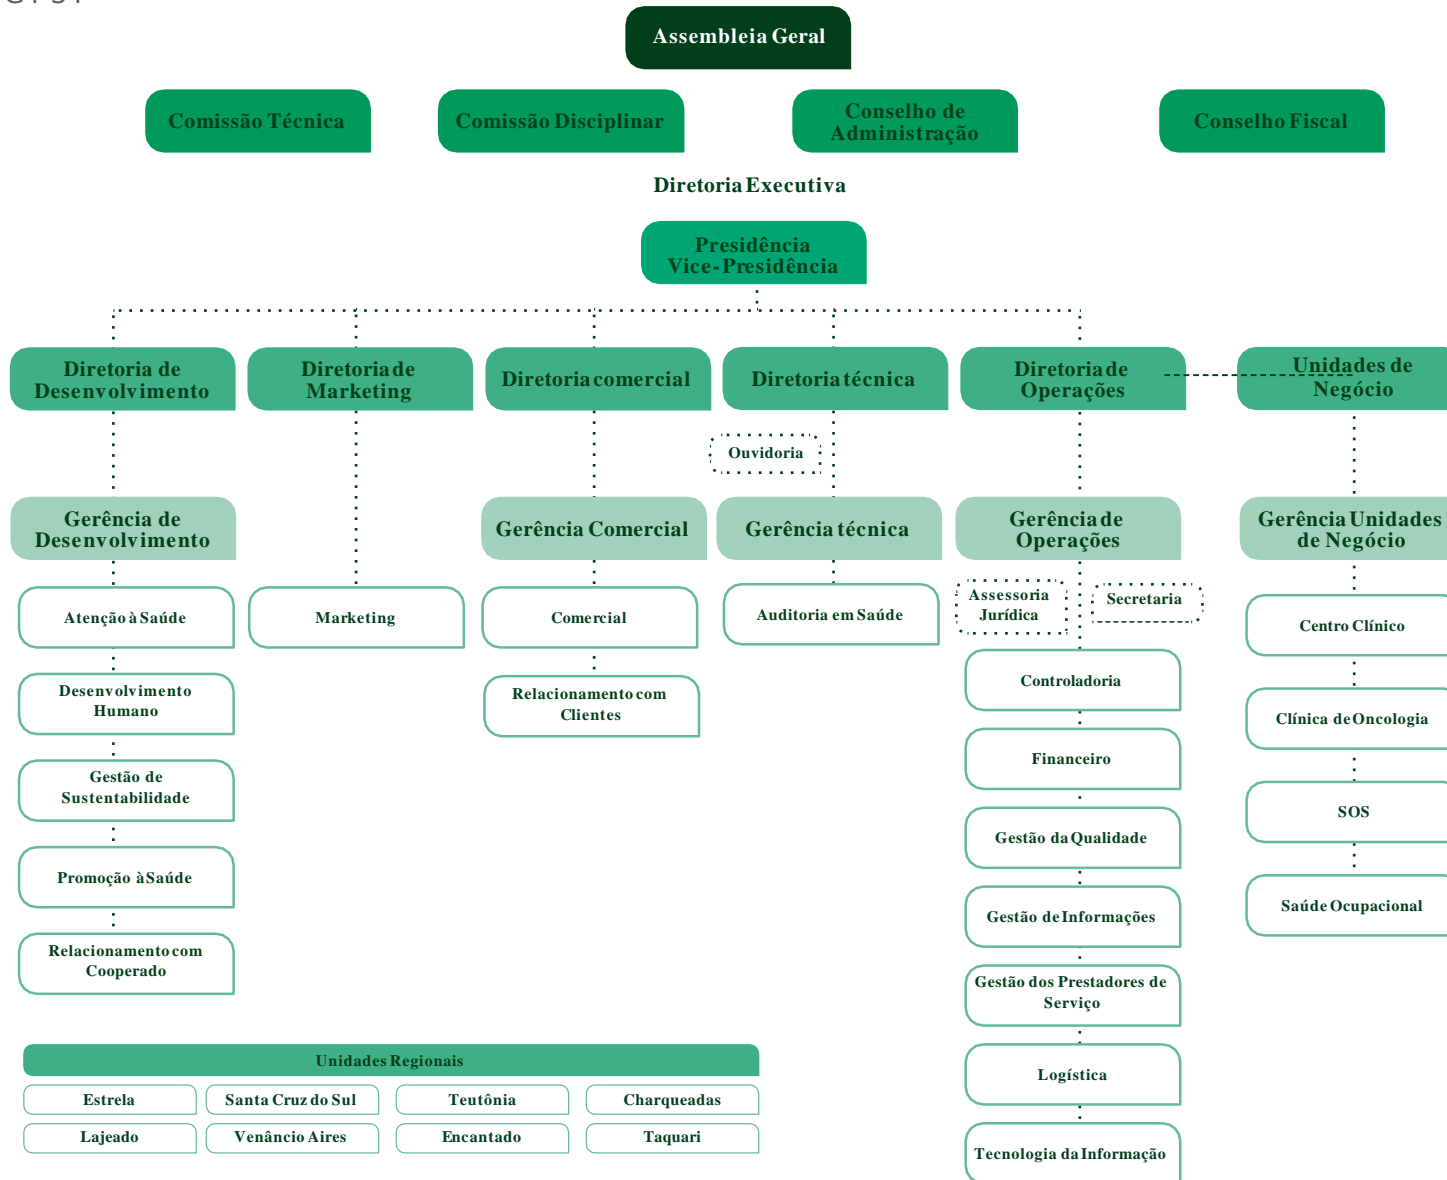 Assembleia Geral
Comissão Técnica
Comissão Disciplinar
Conselho de
Administração
Conselho Fiscal
Diretoria Executiva
Presidência
Vice-Presidência
Diretoria de
Desenvolvimento
Diretoria de
Marketing
Diretoria comercial
Diretoria técnica
Diretoria de
Operações
Unidades de
Negócio
Ouvidoria
Gerência de
Desenvolvimento
Gerência Comercial
Gerência técnica
Gerência de
Operações
Gerência Unidades
de Negócio
Atenção à Saúde
Marketing
Comercial
Auditoria em Saúde
Assessoria
Jurídica
Secretaria
Centro Clínico
Desenvolvimento
Humano
Relacionamento com
Clientes
Controladoria
Clínica de Oncologia
Gestão de
Sustentabilidade
Financeiro
SOS
Promoção à Saúde
Gestão da Qualidade
Saúde Ocupacional
Relacionamento com
Cooperado
Gestão de Informações
Gestão dos Prestadores de
Serviço
Logística
Tecnologia da Informação
Unidades Regionais
Estrela
Santa Cruz do Sul
Teutônia
Charqueadas
Lajeado
Venâncio Aires
Encantado
Taquari